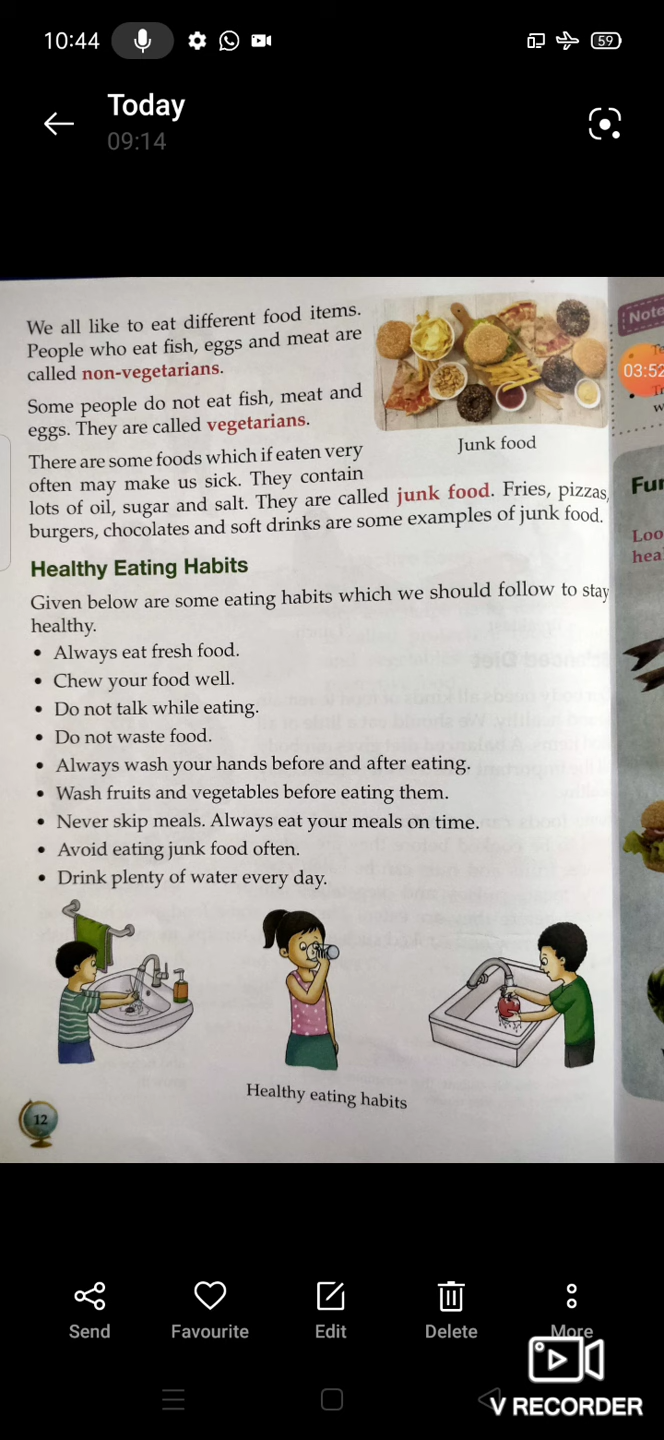 10:44
59
Today
09:14
We all like to eat different food items.
People who eat fish, eggs and meat are
called non-vegetarians.
Some people do not eat fish, meat and
eggs. They are called vegetarians.
There are some foods which if eaten very
often may make us sick. They contain
lots of oil, sugar and salt. They are called junk food. Fries, pizzas,
burgers, chocolates and soft drinks are some examples of junk food.
Junk food
Healthy Eating Habits
Given below are some eating habits which we should follow to stay
healthy.
• Always eat fresh food.
• Chew your food well.
• Do not talk while eating.
• Do not waste food.
• Always wash your hands before and after eating.
• Wash fruits and vegetables before eating them.
• Never skip meals. Always eat your meals on time.
• Avoid eating junk food often.
• Drink plenty of water every day.
Healthy eating habits
12
Note
03:52
Send
Favourite
Edit
Delete
More
V RECORDER